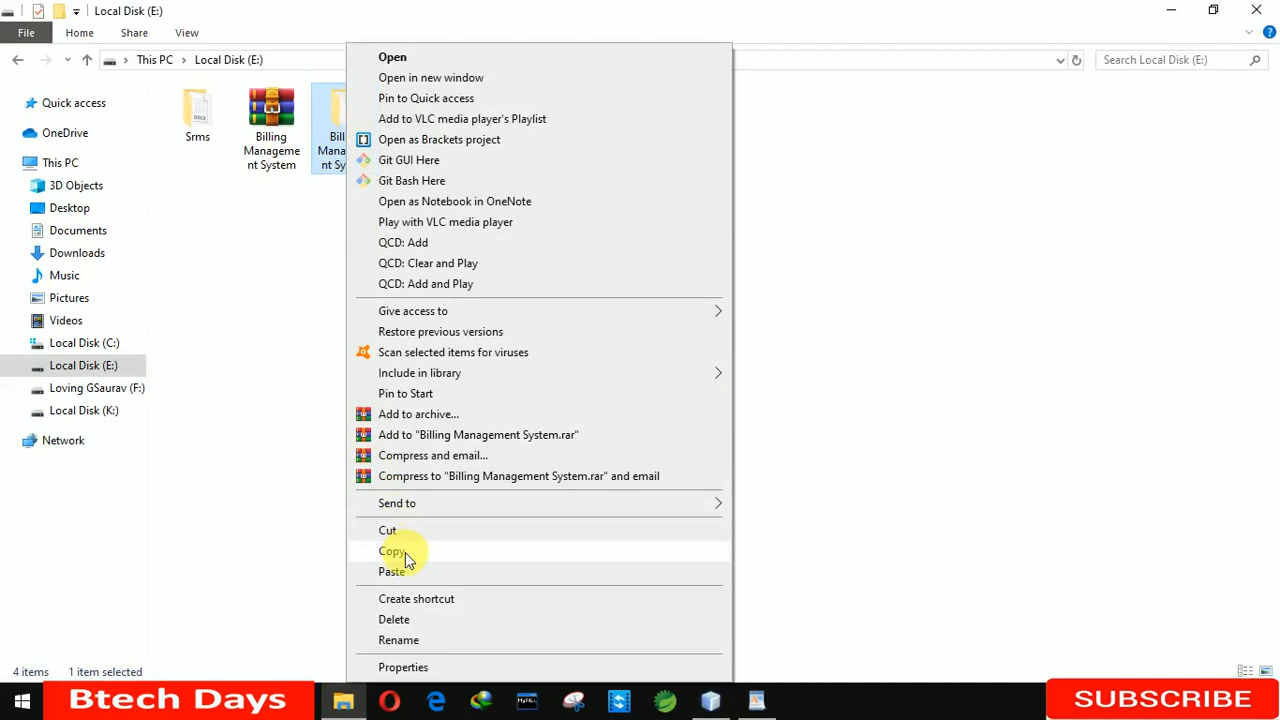 Local Disk (E:)
File
Home
Share
View
This PC
Local Disk (E:)
Search Local Disk (E:)
Quick access
OneDrive
This PC
3D Objects
Desktop
Documents
Downloads
Music
Pictures
Videos
Local Disk (C:)
Local Disk (E:)
Loving GSaurav (F:)
Local Disk (K:)
Network
Srms
Billing
Manageme
nt System
Bill
Mana
nt Sy
Open
Open in new window
Pin to Quick access
Add to VLC media player's Playlist
Open as Brackets project
Git GUI Here
Git Bash Here
Open as Notebook in OneNote
Play with VLC media player
QCD: Add
QCD: Clear and Play
QCD: Add and Play
Give access to
Restore previous versions
Scan selected items for viruses
Include in library
Pin to Start
Add to archive...
Add to "Billing Management System.rar"
Compress and email...
Compress to "Billing Management System.rar" and email
Send to
Cut
Copy
Paste
Create shortcut
Delete
Rename
Properties
4 items
1 item selected
Btech Days
SUBSCRIBE